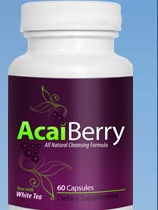 AcaiBerry
All Natural Cleansing Formula
Now with
White Tea
60 Capsules
Dietary Supplement